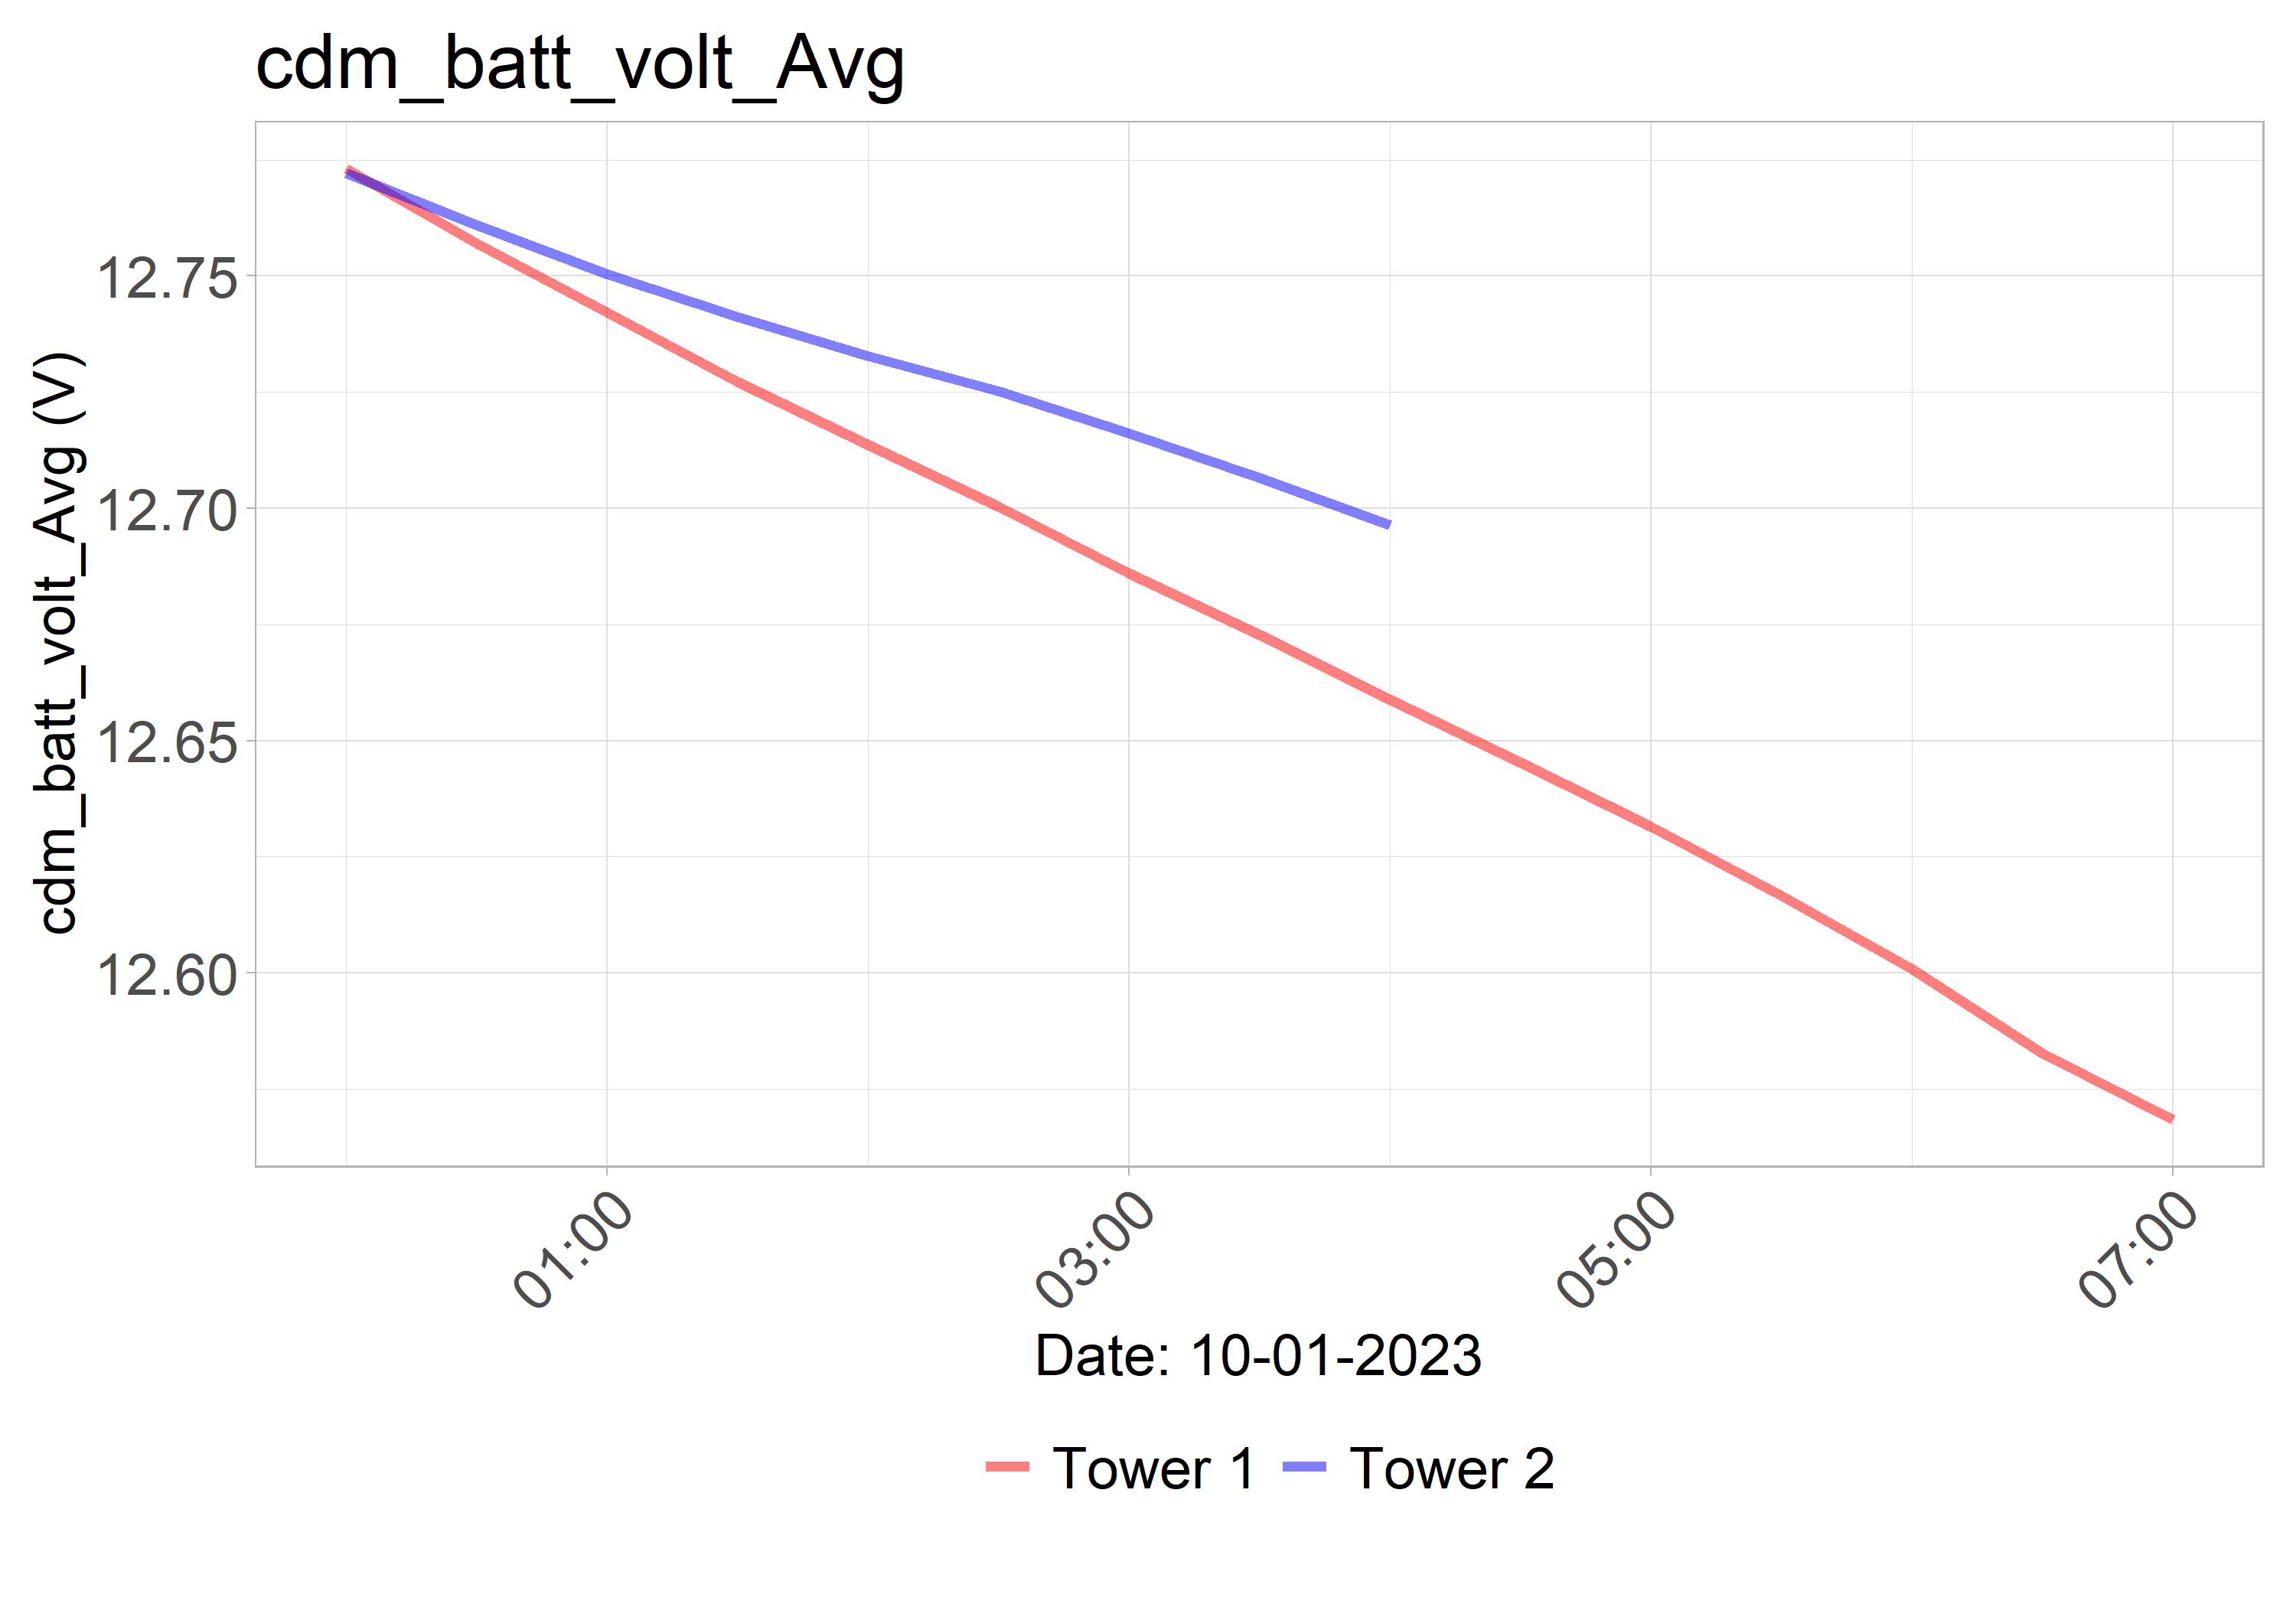 cdm_batt_volt_Avg
cdm_batt_volt_Avg (V)
12.75
12.70
12.65
12.60
01:00
03:00
05:00
07:00
Date: 10-01-2023
Tower 1
Tower 2